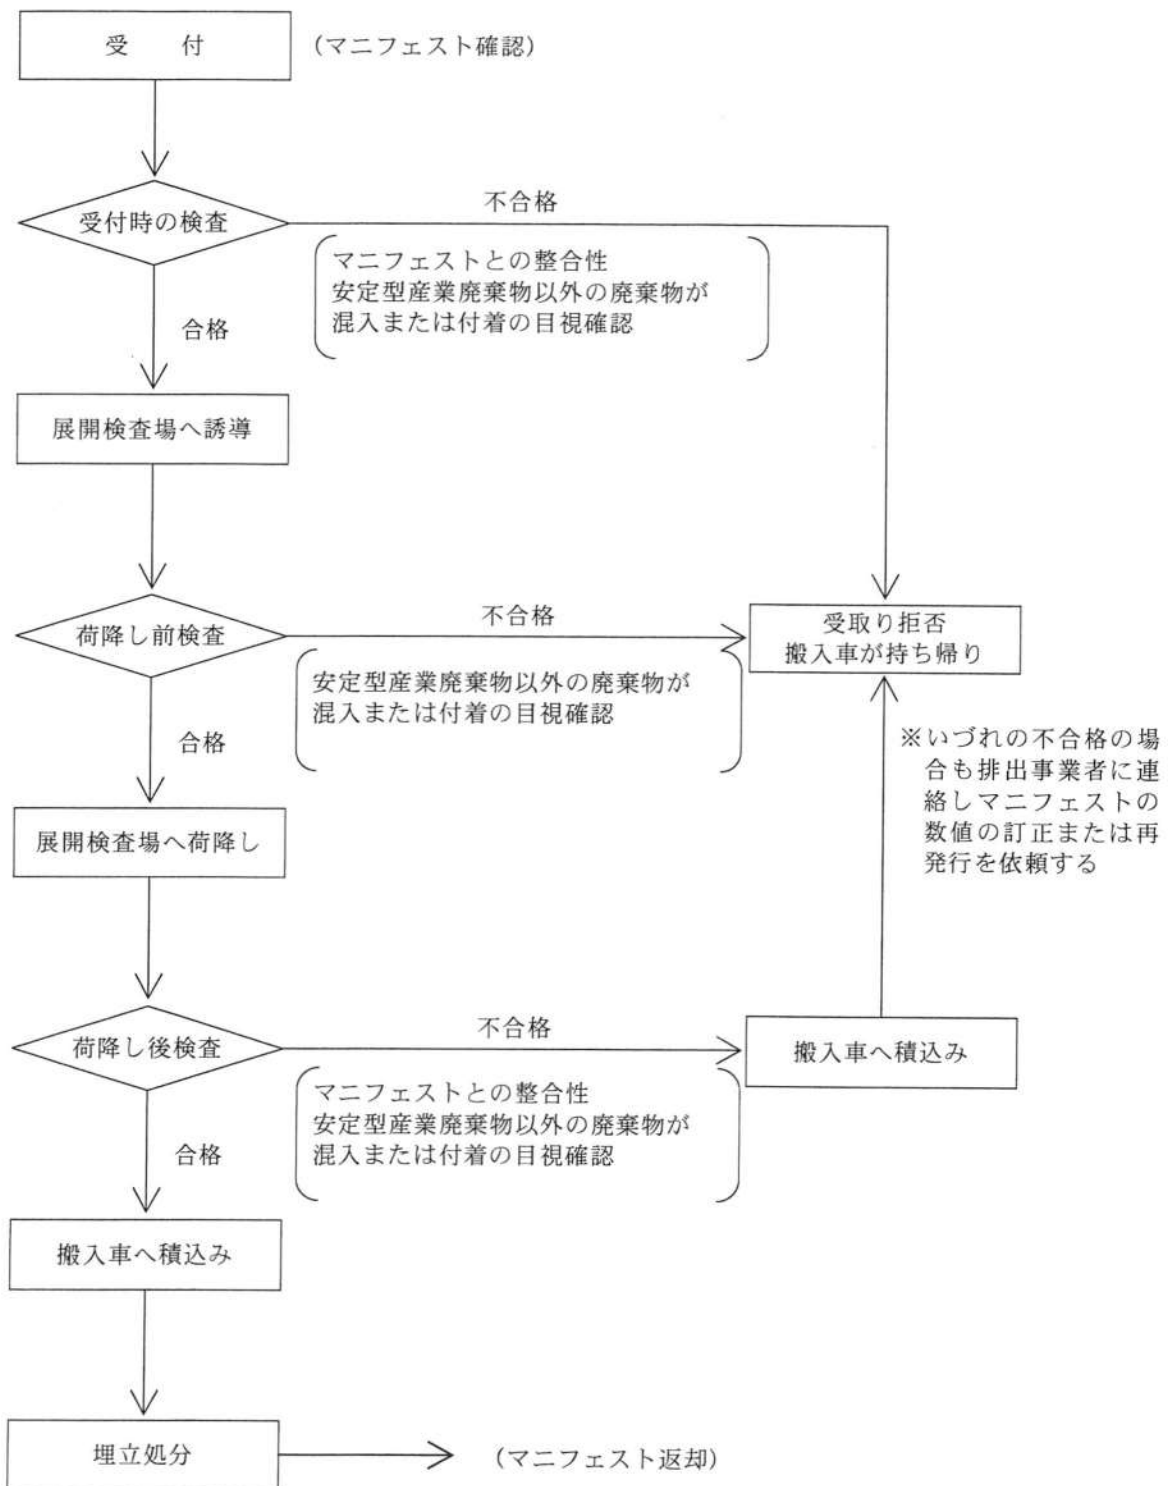 受　　付
（マニフェスト確認）
受付時の検査
不合格
マニフェストとの整合性
安定型産業廃棄物以外の廃棄物が
混入または付着の目視確認
合格
展開検査場へ誘導
荷降し前検査
不合格
安定型産業廃棄物以外の廃棄物が
混入または付着の目視確認
受取り拒否
搬入車が持ち帰り
合格
※いづれの不合格の場
合も排出事業者に連
絡しマニフェストの
数値の訂正または再
発行を依頼する
展開検査場へ荷降し
荷降し後検査
不合格
マニフェストとの整合性
安定型産業廃棄物以外の廃棄物が
混入または付着の目視確認
搬入車へ積込み
合格
搬入車へ積込み
埋立処分
（マニフェスト返却）